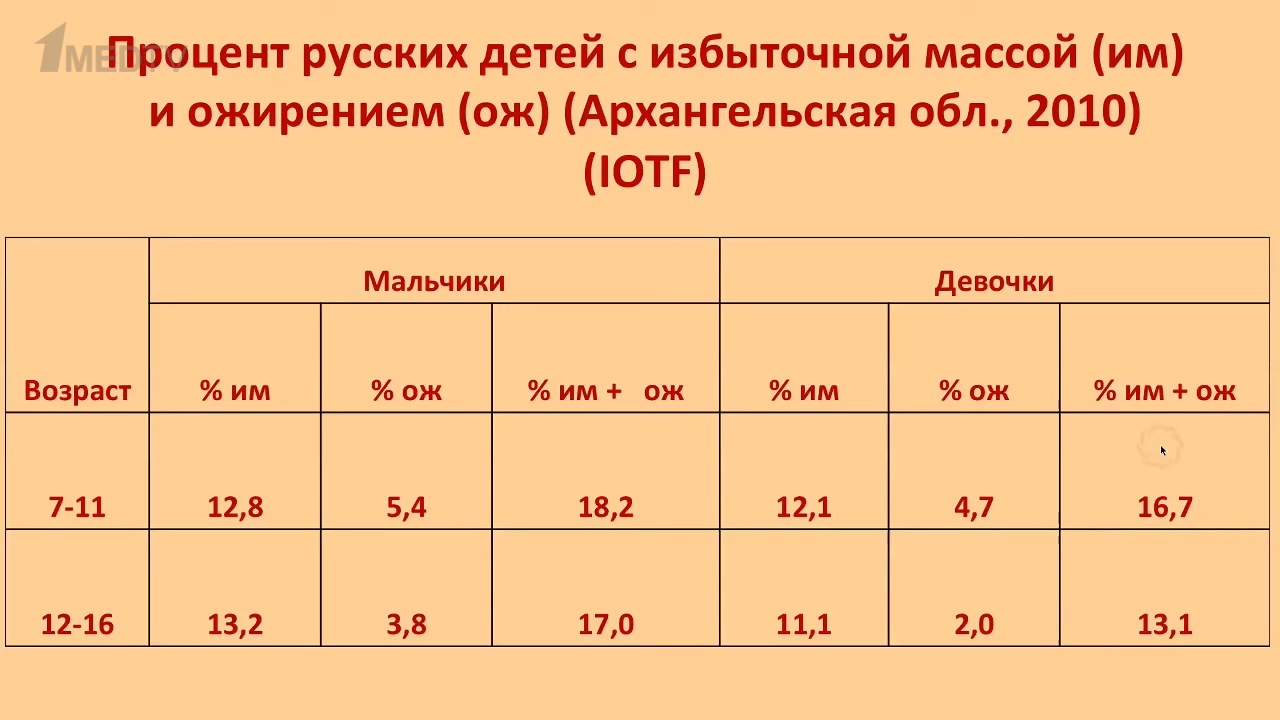 1MEDTV
Процент русских детей с избыточной массой (им)
и ожирением (ож) (Архангельская обл., 2010)
(IOTF)
Мальчики Девочки
Возраст % им % ож % им + ож % им % ож % им + ож
7-11 12,8 5,4 18,2 12,1 4,7 16,7
12-16 13,2 3,8 17,0 11,1 2,0 13,1